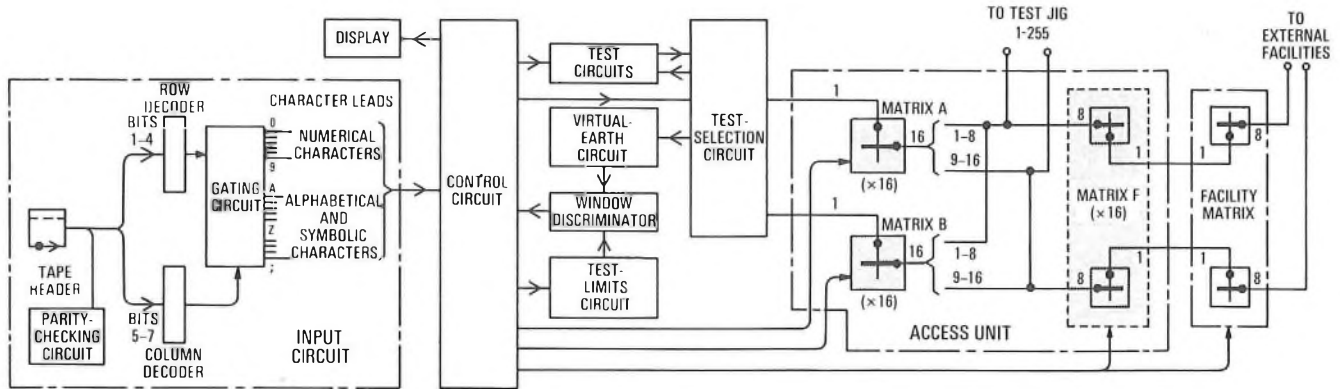 DISPLAY
ROW
DECODER
BITS
1–4
CHARACTER LEADS
0
NUMERICAL
CHARACTERS
9
GATING
CIRCUIT
A
ALPHABETICAL
AND
SYMBOLIC
CHARACTERS
Z
;
TAPE
HEADER
PARITY-
CHECKING
CIRCUIT
BITS
5–7
COLUMN
DECODER
INPUT
CIRCUIT
CONTROL
CIRCUIT
TEST
CIRCUITS
VIRTUAL-
EARTH
CIRCUIT
WINDOW
DISCRIMINATOR
TEST-
LIMITS
CIRCUIT
TEST-
SELECTION
CIRCUIT
TO TEST JIG
1-255
1
MATRIX A
(×16)
16
1–8
9–16
1
MATRIX B
(×16)
16
1–8
9–16
ACCESS UNIT
8
1
MATRIX F
(×16)
8
1
1
8
FACILITY
MATRIX
1
8
TO
EXTERNAL
FACILITIES